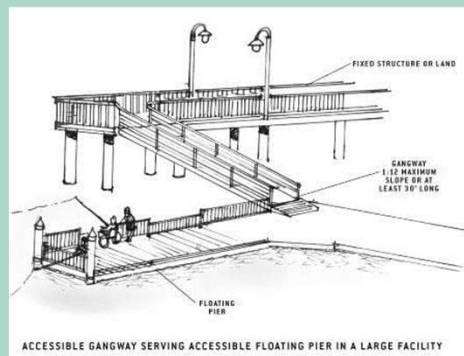 FIXED STRUCTURE OR LAND
GANGWAY
1:12 MAXIMUM
SLOPE OR AT
LEAST 30' LONG
FLOATING
PIER
ACCESSIBLE GANGWAY SERVING ACCESSIBLE FLOATING PIER IN A LARGE FACILITY